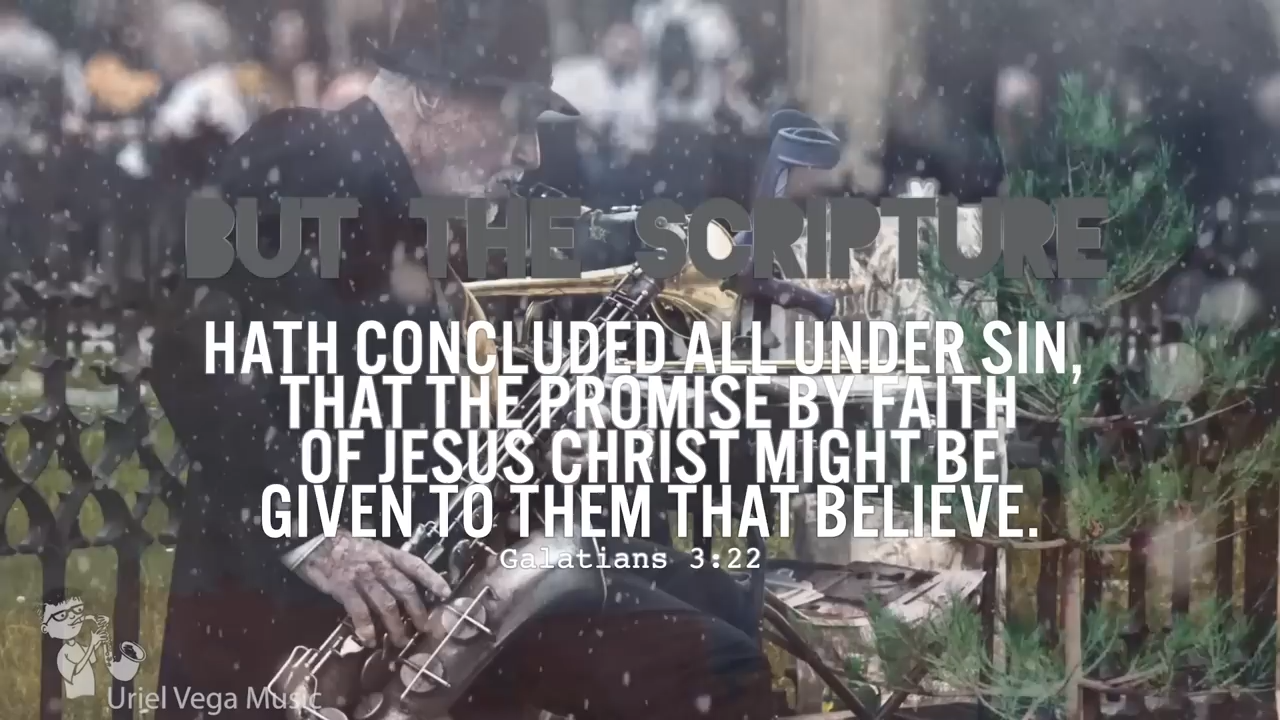 BUT THE SCRIPTURE
HATH CONCLUDED ALL UNDER SIN,
THAT THE PROMISE BY FAITH
OF JESUS CHRIST MIGHT BE
GIVEN TO THEM THAT BELIEVE.
Galatians 3:22
Uriel Vega Music